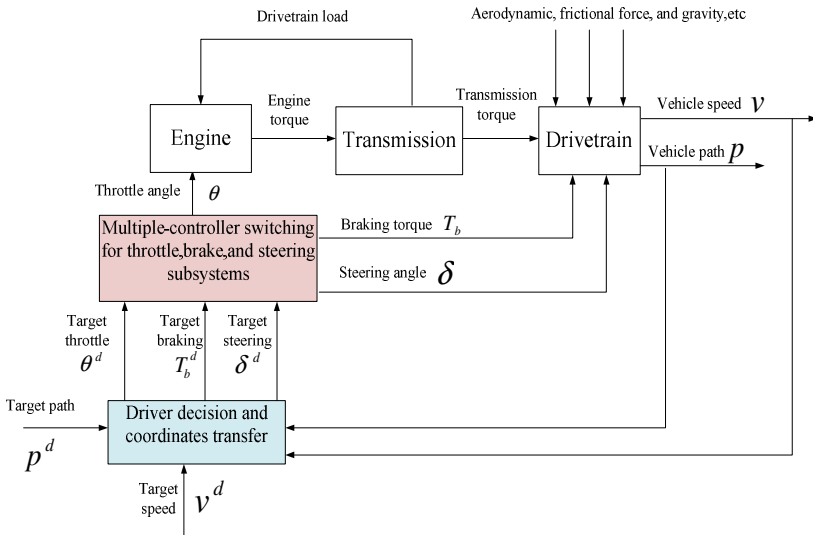 Drivetrain load
Aerodynamic, frictional force, and gravity,etc
Engine
torque
Transmission
torque
Vehicle speed v
Engine
Transmission
Drivetrain
Vehicle path p
Throttle angle θ
Multiple-controller switching
for throttle,brake,and steering
subsystems
Braking torque T_b
Steering angle δ
Target
throttle
θ^d
Target
braking
T_b^d
Target
steering
δ^d
Target path
p^d
Driver decision and
coordinates transfer
Target
speed
v^d